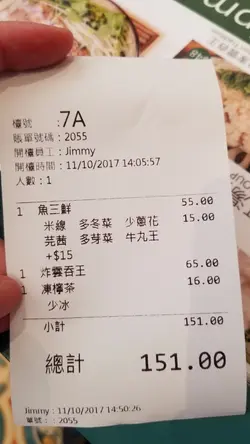 檯號 : 7A
賬單號碼 : 2055
開檯員工 : Jimmy
開檯時間 : 11/10/2017 14:05:57
人數 : 1
1 魚三鮮 55.00
米線 多冬菜 少蔥花 15.00
芫茜 多芽菜 牛丸王
+$15
1 炸雲吞王 65.00
1 凍檸茶 16.00
少冰
小計 151.00
總計 151.00
Jimmy : 11/10/2017 14:50:26
單號 : 2055